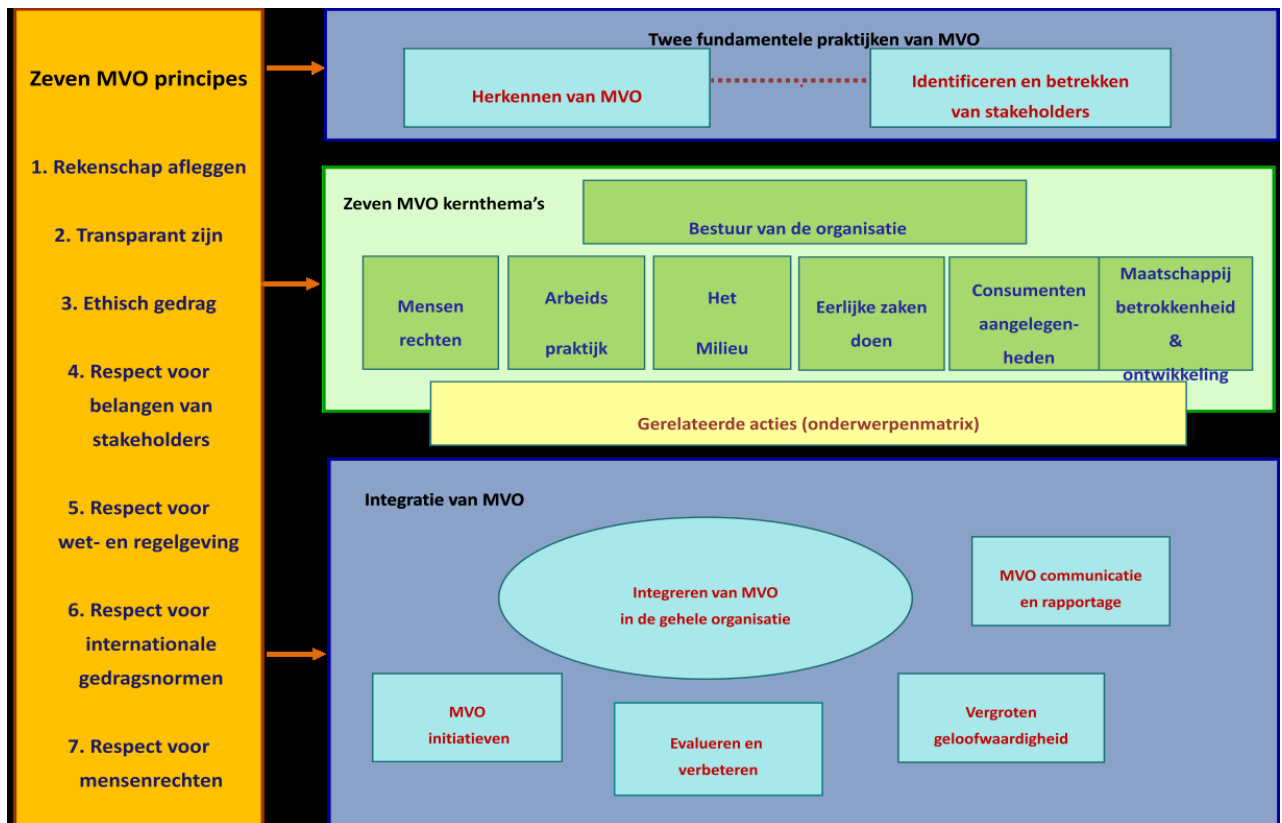 Zeven MVO principes
1. Rekenschap afleggen
2. Transparant zijn
3. Ethisch gedrag
4. Respect voor
belangen van
stakeholders
5. Respect voor
wet- en regelgeving
6. Respect voor
internationale
gedragsnormen
7. Respect voor
mensenrechten
Twee fundamentele praktijken van MVO
Herkennen van MVO
Identificeren en betrekken
van stakeholders
Zeven MVO kernthema's
Bestuur van de organisatie
Mensen
rechten
Arbeids
praktijk
Het
Milieu
Eerlijke zaken
doen
Consumenten
aangelegen-
heden
Maatschappij
betrokkenheid
&
ontwikkeling
Gerelateerde acties (onderwerpenmatrix)
Integratie van MVO
Integreren van MVO
in de gehele organisatie
MVO communicatie
en rapportage
MVO
initiatieven
Evalueren en
verbeteren
Vergroten
geloofwaardigheid